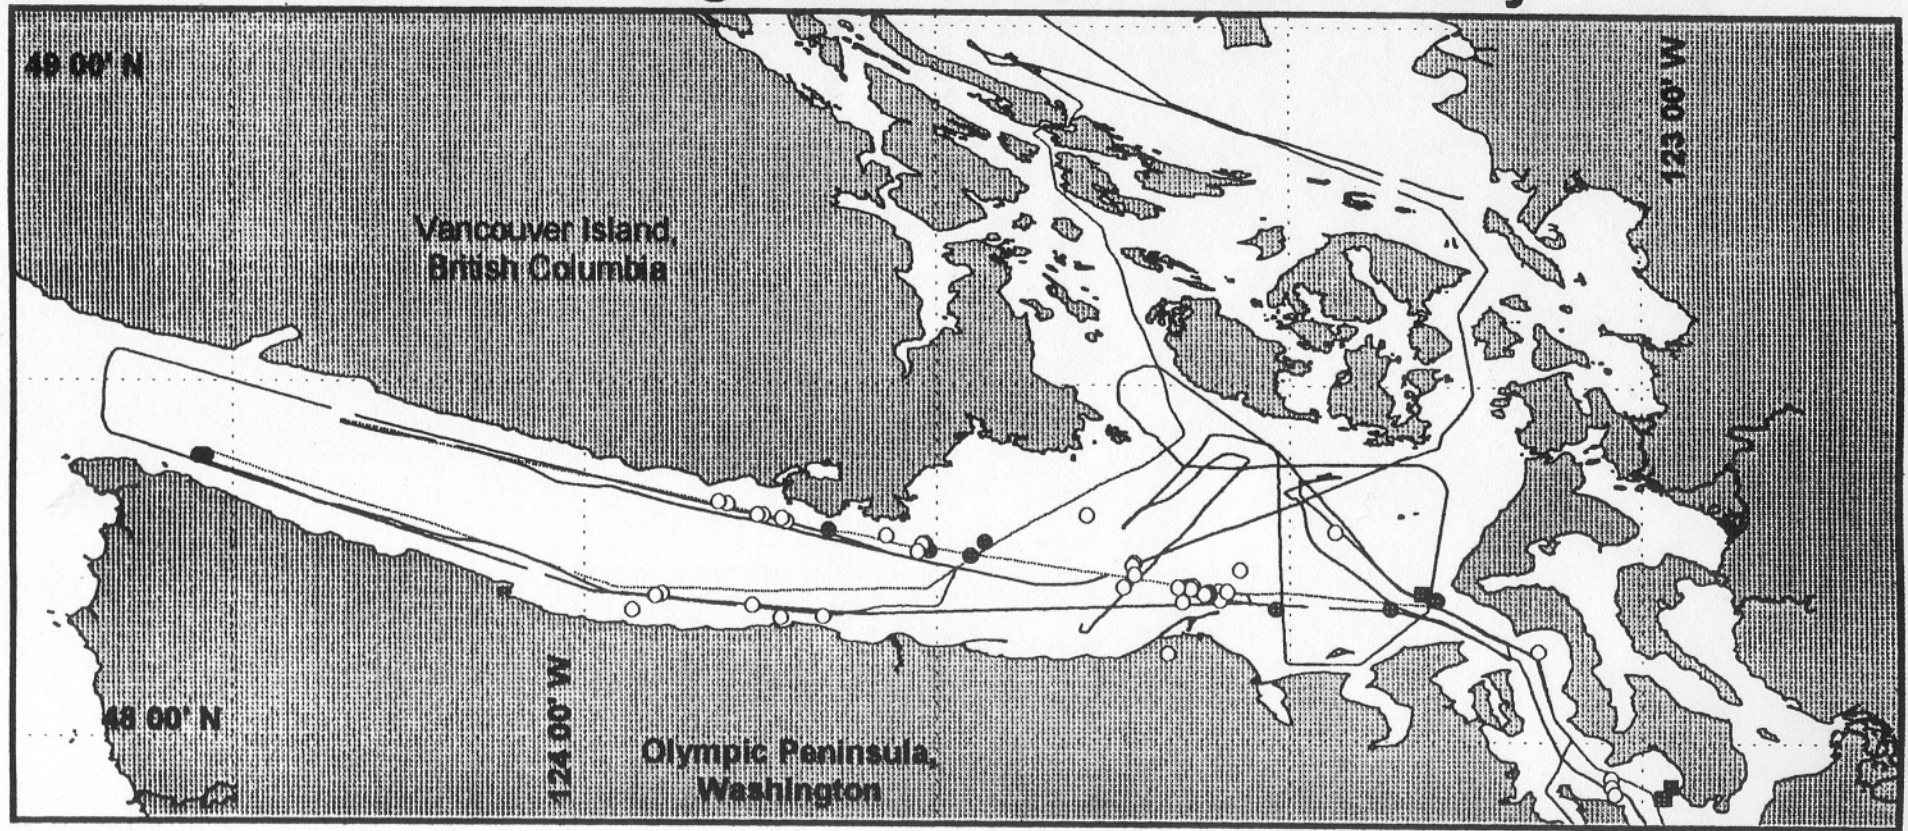 49 00' N
123 00' W
Vancouver Island,
British Columbia
48 00' N
124 00' W
Olympic Peninsula,
Washington